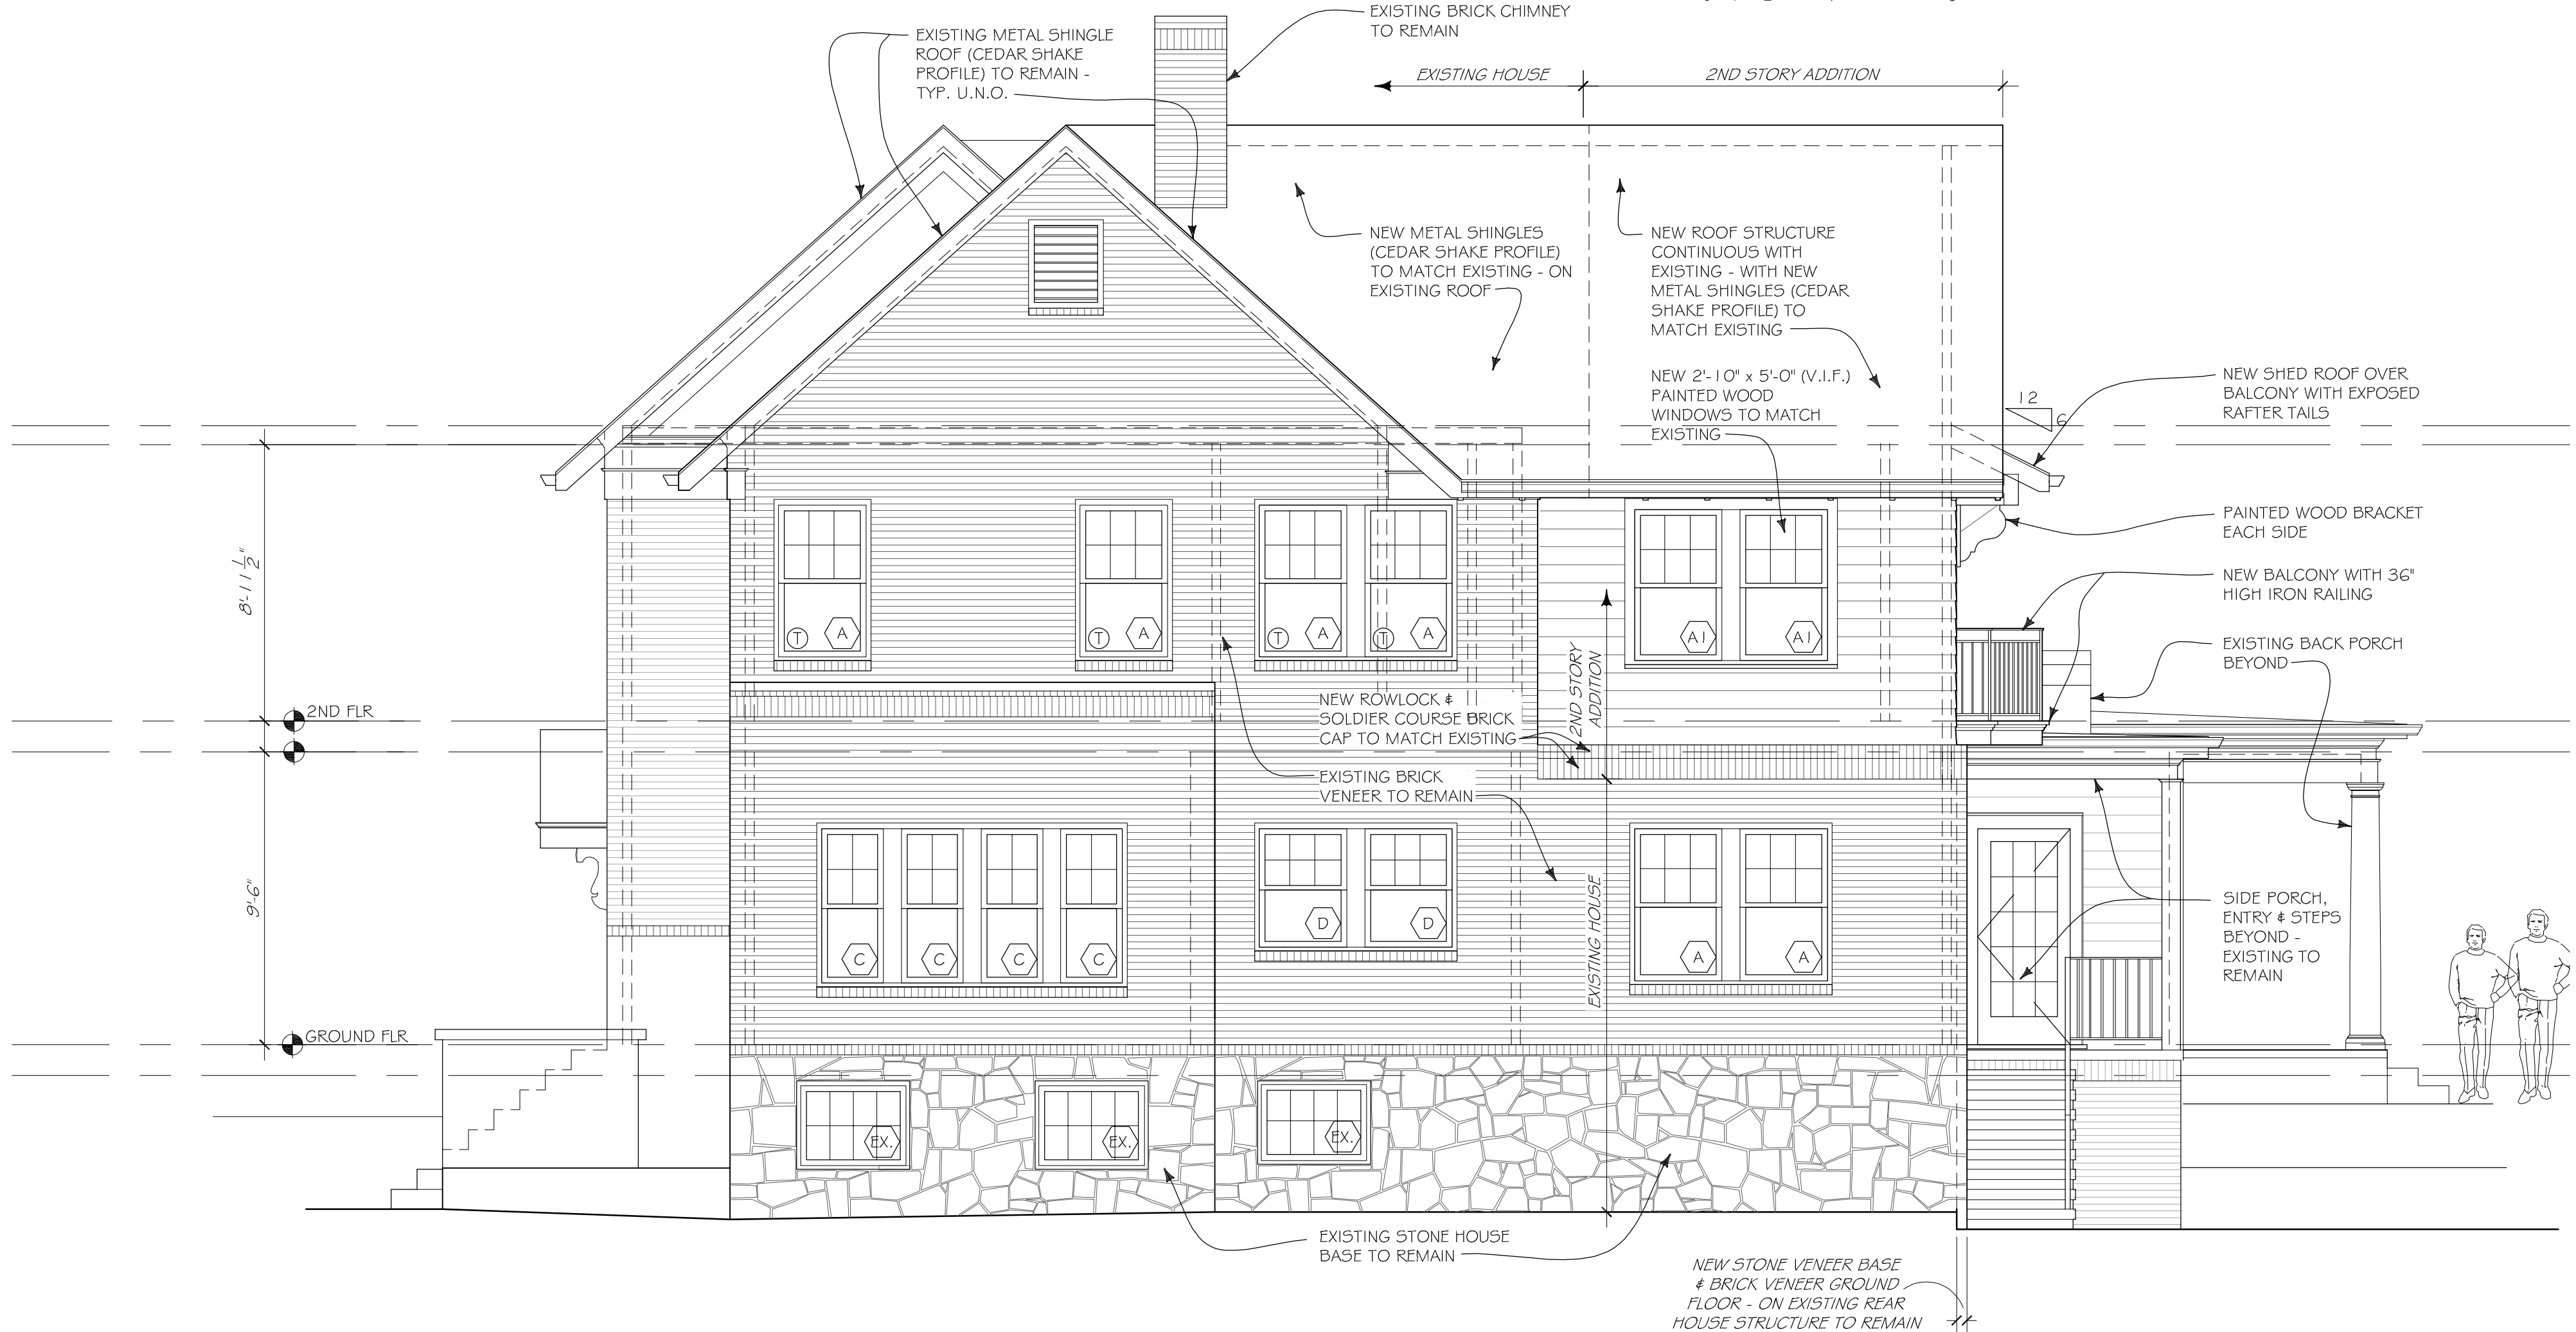 EXISTING BRICK CHIMNEY
TO REMAIN
EXISTING METAL SHINGLE
ROOF (CEDAR SHAKE
PROFILE) TO REMAIN -
TYP. U.N.O.
EXISTING HOUSE
2ND STORY ADDITION
NEW METAL SHINGLES
(CEDAR SHAKE PROFILE)
TO MATCH EXISTING - ON
EXISTING ROOF
NEW ROOF STRUCTURE
CONTINUOUS WITH
EXISTING - WITH NEW
METAL SHINGLES (CEDAR
SHAKE PROFILE) TO
MATCH EXISTING
NEW 2'-10" x 5'-0" (V.I.F.)
PAINTED WOOD
WINDOWS TO MATCH
EXISTING
12
6
NEW SHED ROOF OVER
BALCONY WITH EXPOSED
RAFTER TAILS
PAINTED WOOD BRACKET
EACH SIDE
NEW BALCONY WITH 36"
HIGH IRON RAILING
EXISTING BACK PORCH
BEYOND
8'-11 1/2"
T A T A T A T A A1 A1
2ND STORY
ADDITION
2ND FLR
NEW ROWLOCK &
SOLDIER COURSE BRICK
CAP TO MATCH EXISTING
EXISTING BRICK
VENEER TO REMAIN
9'-6"
EXISTING HOUSE
C C C C D D A A
SIDE PORCH,
ENTRY & STEPS
BEYOND -
EXISTING TO
REMAIN
GROUND FLR
EX. EX. EX.
EXISTING STONE HOUSE
BASE TO REMAIN
NEW STONE VENEER BASE
& BRICK VENEER GROUND
FLOOR - ON EXISTING REAR
HOUSE STRUCTURE TO REMAIN